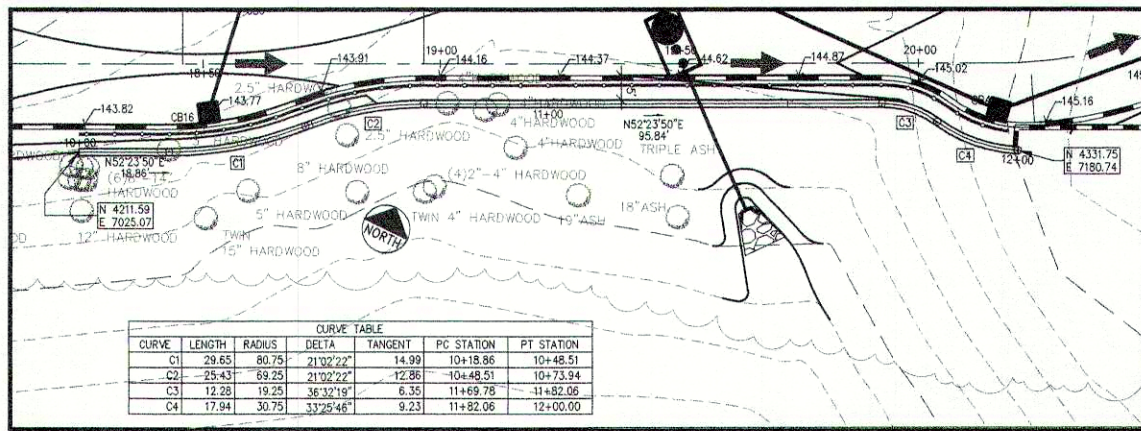 19+00
20+00
18+50
143.91
144.16
144.37
144.62
144.87
145.02
2.5" HARDWOOD
143.82
143.77
CB16
145.16
10+00
C1
C2
2.5" HARDWOOD
4" HARDWOOD
11+00
N52°23'50"E
95.84'
C3
C4
12+00
N 4331.75
E 7180.74
N52°23'50"E
18.86'
HARDWOOD
8" HARDWOOD
4" HARDWOOD
TRIPLE ASH
(4)2"-4" HARDWOOD
N 4211.59
E 7025.07
5" HARDWOOD
TWIN 4" HARDWOOD
19"ASH
18"ASH
12" HARDWOOD
TWIN
15" HARDWOOD
NORTH
CURVE TABLE
CURVE LENGTH RADIUS DELTA TANGENT PC STATION PT STATION
C1 29.65 80.75 21°02'22" 14.99 10+18.86 10+48.51
C2 25.43 69.25 21°02'22" 12.86 10+48.51 10+73.94
C3 12.28 19.25 36°32'19" 6.35 11+69.78 11+82.06
C4 17.94 30.75 33°25'46" 9.23 11+82.06 12+00.00